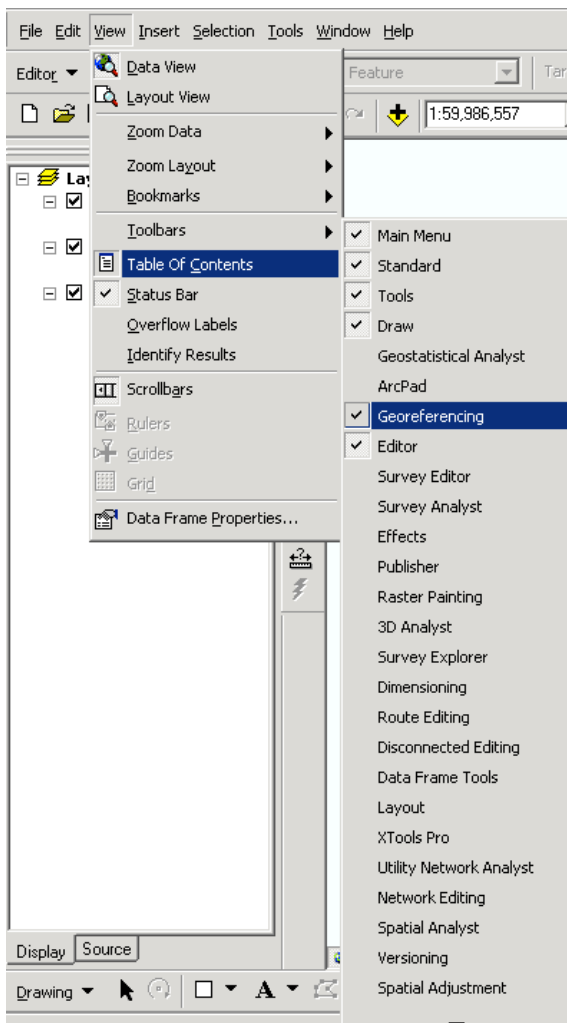 File Edit View Insert Selection Tools Window Help
Editor
Feature
Tar
1:59,986,557
Data View
Layout View
Zoom Data
Zoom Layout
Bookmarks
Toolbars
Table Of Contents
Status Bar
Overflow Labels
Identify Results
Scrollbars
Rulers
Guides
Grid
Data Frame Properties...
Lay
Main Menu
Standard
Tools
Draw
Geostatistical Analyst
ArcPad
Georeferencing
Editor
Survey Editor
Survey Analyst
Effects
Publisher
Raster Painting
3D Analyst
Survey Explorer
Dimensioning
Route Editing
Disconnected Editing
Data Frame Tools
Layout
XTools Pro
Utility Network Analyst
Network Editing
Spatial Analyst
Versioning
Spatial Adjustment
Display Source
Drawing A